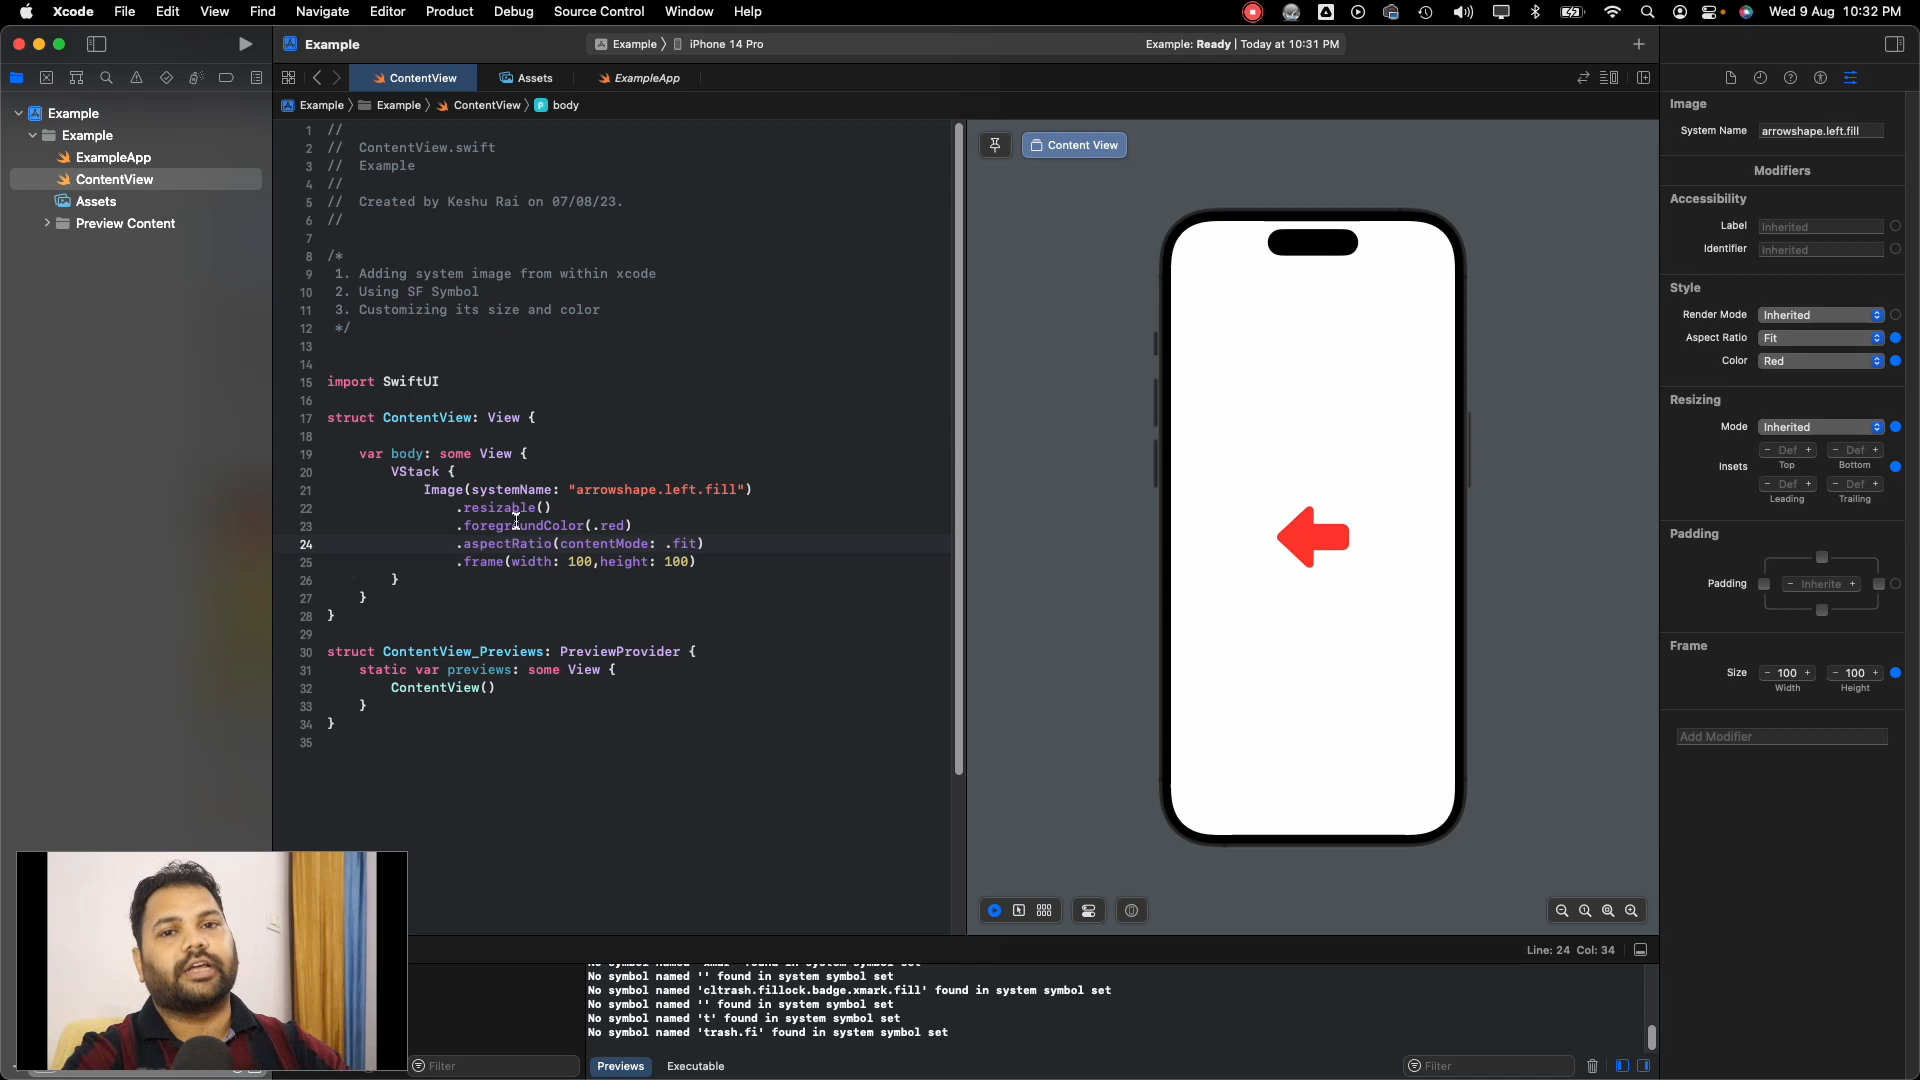 Xcode File Edit View Find Navigate Editor Product Debug Source Control Window Help Wed 9 Aug 10:32 PM
Example Example iPhone 14 Pro Example: Ready | Today at 10:31 PM
ContentView Assets ExampleApp
Example Example ContentView body
Example
Example
ExampleApp
ContentView
Assets
Preview Content
1 //
2 // ContentView.swift
3 // Example
4 //
5 // Created by Keshu Rai on 07/08/23.
6 //
7
8 /*
9 1. Adding system image from within xcode
10 2. Using SF Symbol
11 3. Customizing its size and color
12 */
13
14
15 import SwiftUI
16
17 struct ContentView: View {
18
19 var body: some View {
20 VStack {
21 Image(systemName: "arrowshape.left.fill")
22 .resizable()
23 .foregroundColor(.red)
24 .aspectRatio(contentMode: .fit)
25 .frame(width: 100,height: 100)
26 }
27 }
28 }
29
30 struct ContentView_Previews: PreviewProvider {
31 static var previews: some View {
32 ContentView()
33 }
34 }
35
Content View
Image
System Name arrowshape.left.fill
Modifiers
Accessibility
Label Inherited
Identifier Inherited
Style
Render Mode Inherited
Aspect Ratio Fit
Color Red
Resizing
Mode Inherited
− Def + − Def +
Insets Top Bottom
− Def + − Def +
Leading Trailing
Padding
Padding − Inherite +
Frame
Size − 100 + − 100 +
Width Height
Add Modifier
Line: 24 Col: 34
No symbol named '' found in system symbol set
No symbol named 'cltrash.fillock.badge.xmark.fill' found in system symbol set
No symbol named '' found in system symbol set
No symbol named 't' found in system symbol set
No symbol named 'trash.fi' found in system symbol set
Filter Previews Executable Filter